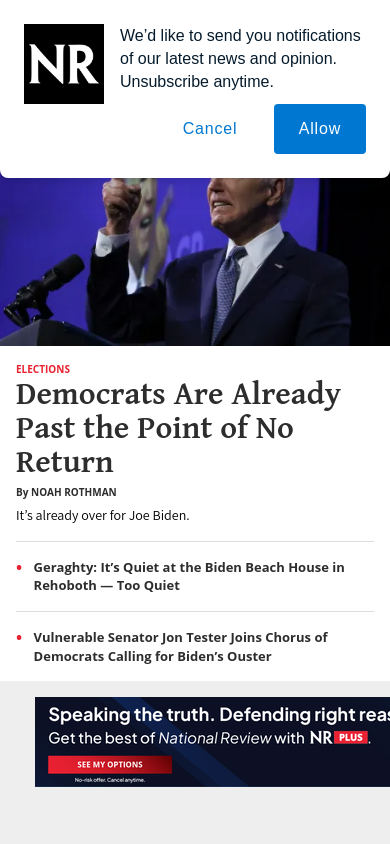 NR
We’d like to send you notifications
of our latest news and opinion.
Unsubscribe anytime.
Cancel
Allow
ELECTIONS
Democrats Are Already
Past the Point of No
Return
By NOAH ROTHMAN
It’s already over for Joe Biden.
• Geraghty: It’s Quiet at the Biden Beach House in
Rehoboth — Too Quiet
• Vulnerable Senator Jon Tester Joins Chorus of
Democrats Calling for Biden’s Ouster
Speaking the truth. Defending right reas
Get the best of National Review with NR PLUS.
SEE MY OPTIONS
No-risk offer. Cancel anytime.